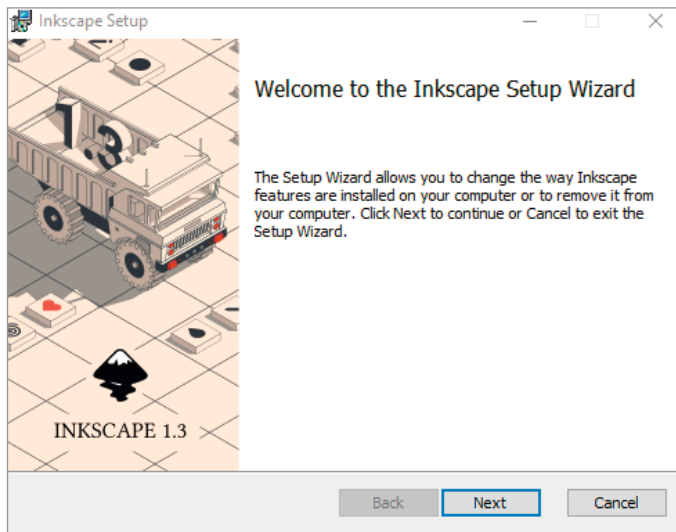 Inkscape Setup
1.3
Welcome to the Inkscape Setup Wizard
The Setup Wizard allows you to change the way Inkscape
features are installed on your computer or to remove it from
your computer. Click Next to continue or Cancel to exit the
Setup Wizard.
INKSCAPE 1.3
Back
Next
Cancel